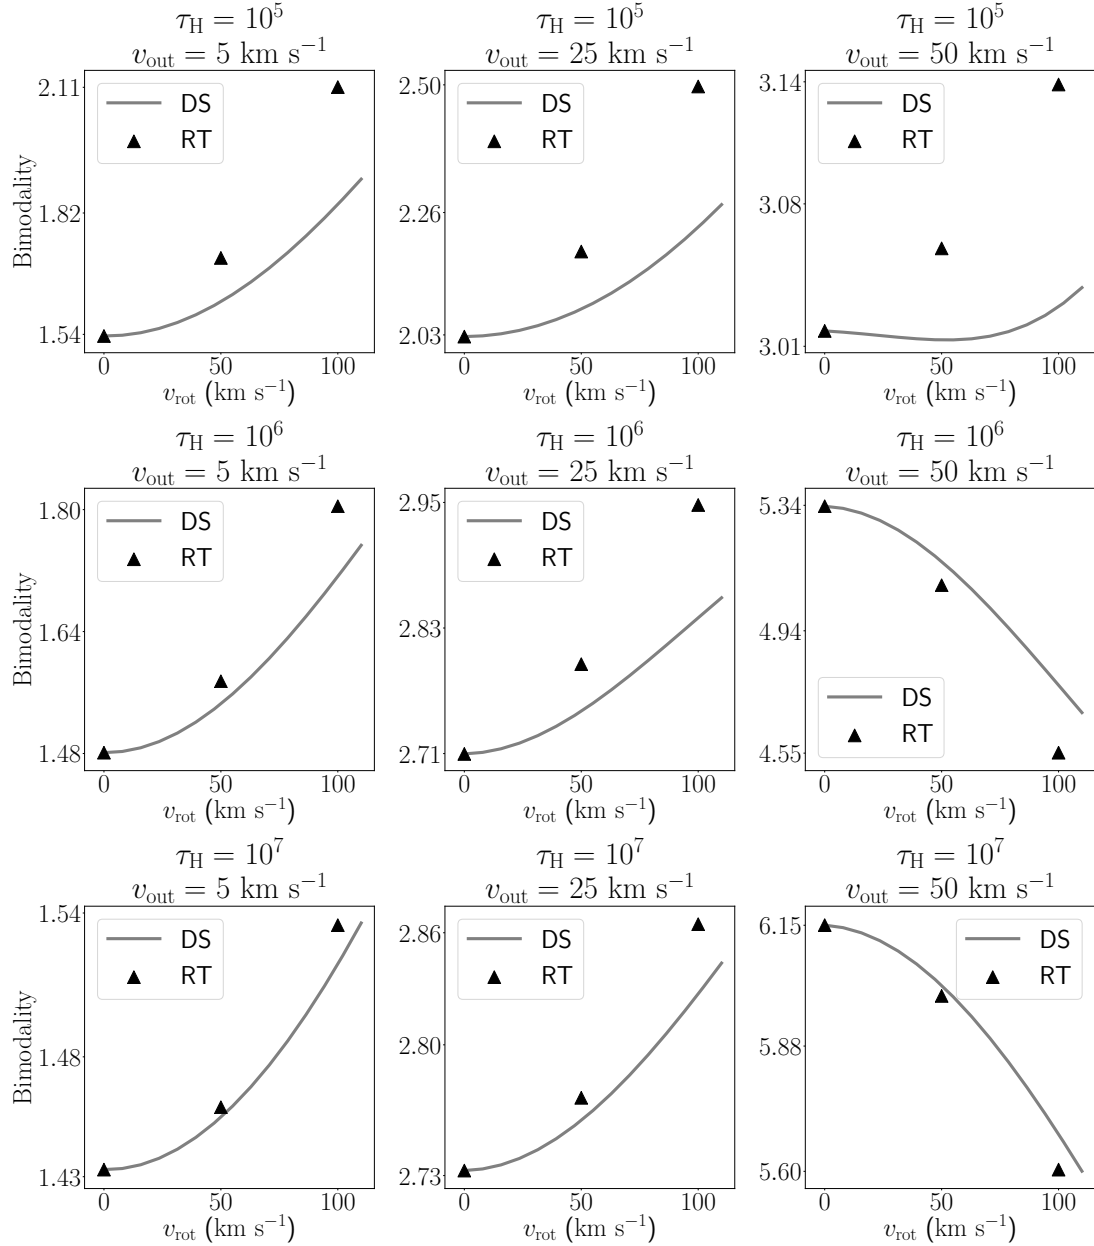 τ_H = 10^5
v_out = 5 km s^−1
τ_H = 10^5
v_out = 25 km s^−1
τ_H = 10^5
v_out = 50 km s^−1
Bimodality
2.11
1.82
1.54
DS
RT
0 50 100
v_rot (km s^−1)
2.50
2.26
2.03
DS
RT
0 50 100
v_rot (km s^−1)
3.14
3.08
3.01
DS
RT
0 50 100
v_rot (km s^−1)
τ_H = 10^6
v_out = 5 km s^−1
τ_H = 10^6
v_out = 25 km s^−1
τ_H = 10^6
v_out = 50 km s^−1
Bimodality
1.80
1.64
1.48
DS
RT
0 50 100
v_rot (km s^−1)
2.95
2.83
2.71
DS
RT
0 50 100
v_rot (km s^−1)
5.34
4.94
4.55
DS
RT
0 50 100
v_rot (km s^−1)
τ_H = 10^7
v_out = 5 km s^−1
τ_H = 10^7
v_out = 25 km s^−1
τ_H = 10^7
v_out = 50 km s^−1
Bimodality
1.54
1.48
1.43
DS
RT
0 50 100
v_rot (km s^−1)
2.86
2.80
2.73
DS
RT
0 50 100
v_rot (km s^−1)
6.15
5.88
5.60
DS
RT
0 50 100
v_rot (km s^−1)